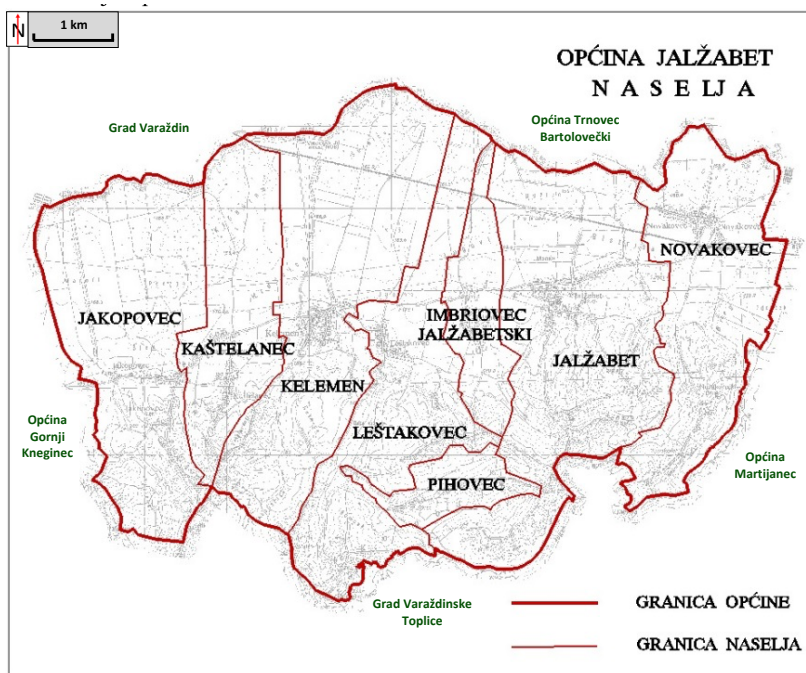 N
1 km
OPĆINA JALŽABET
N A S E LJ A
Grad Varaždin
Općina Trnovec
Bartolovečki
NOVAKOVEC
JAKOPOVEC
IMBRIOVEC
JALŽABETSKI
KAŠTELANEC
JALŽABET
KELEMEN
Općina
Gornji
Kneginec
LEŠTAKOVEC
Općina
Martijanec
PIHOVEC
Grad Varaždinske
Toplice
GRANICA OPĆINE
GRANICA NASELJA